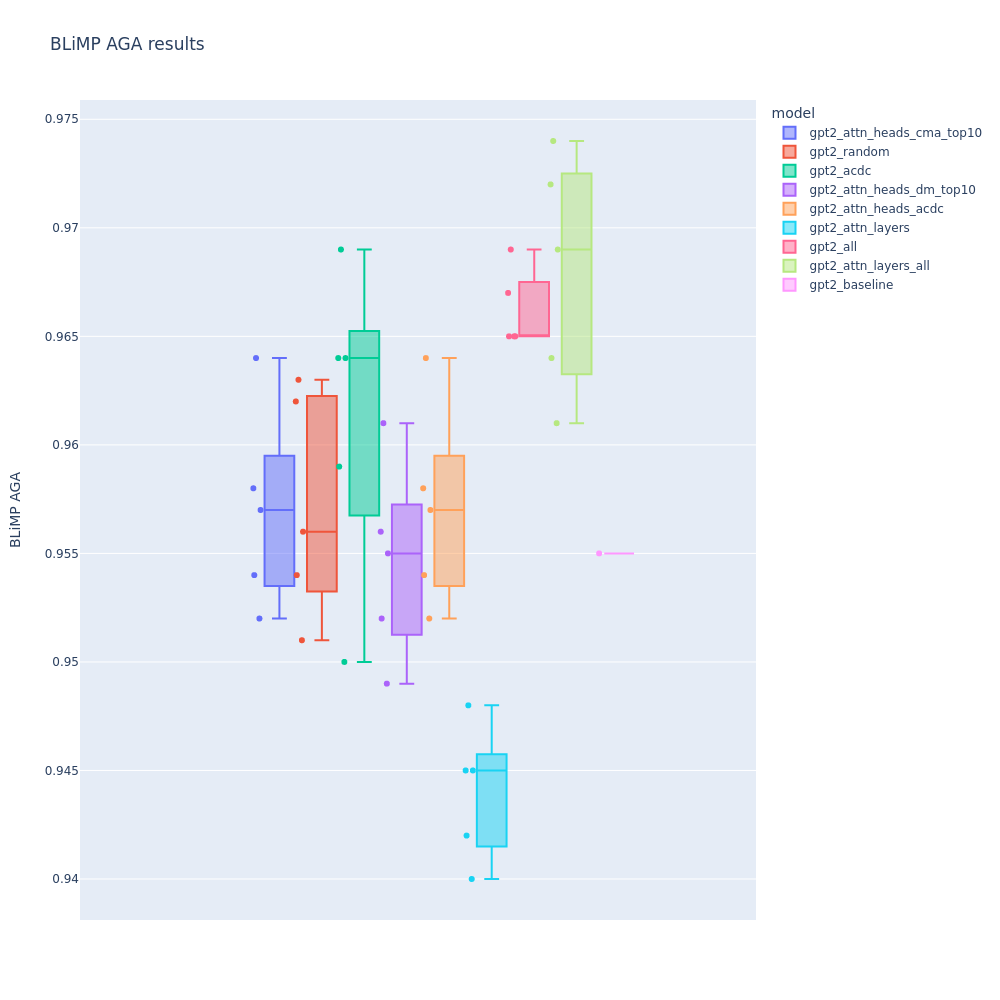 BLiMP AGA results
model
gpt2_attn_heads_cma_top10
gpt2_random
gpt2_acdc
gpt2_attn_heads_dm_top10
gpt2_attn_heads_acdc
gpt2_attn_layers
gpt2_all
gpt2_attn_layers_all
gpt2_baseline
BLiMP AGA
0.975
0.97
0.965
0.96
0.955
0.95
0.945
0.94